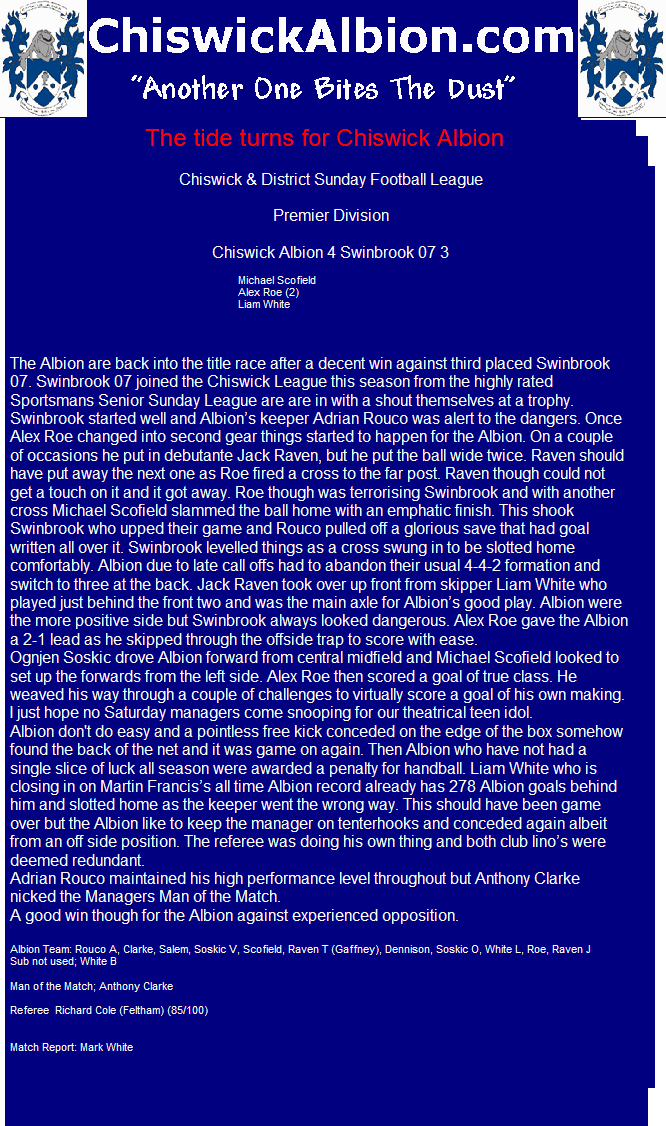 ChiswickAlbion.com
“Another One Bites The Dust”
The tide turns for Chiswick Albion
Chiswick & District Sunday Football League
Premier Division
Chiswick Albion 4 Swinbrook 07 3
Michael Scofield
Alex Roe (2)
Liam White
The Albion are back into the title race after a decent win against third placed Swinbrook
07. Swinbrook 07 joined the Chiswick League this season from the highly rated
Sportsmans Senior Sunday League are are in with a shout themselves at a trophy.
Swinbrook started well and Albion’s keeper Adrian Rouco was alert to the dangers. Once
Alex Roe changed into second gear things started to happen for the Albion. On a couple
of occasions he put in debutante Jack Raven, but he put the ball wide twice. Raven should
have put away the next one as Roe fired a cross to the far post. Raven though could not
get a touch on it and it got away. Roe though was terrorising Swinbrook and with another
cross Michael Scofield slammed the ball home with an emphatic finish. This shook
Swinbrook who upped their game and Rouco pulled off a glorious save that had goal
written all over it. Swinbrook levelled things as a cross swung in to be slotted home
comfortably. Albion due to late call offs had to abandon their usual 4-4-2 formation and
switch to three at the back. Jack Raven took over up front from skipper Liam White who
played just behind the front two and was the main axle for Albion’s good play. Albion were
the more positive side but Swinbrook always looked dangerous. Alex Roe gave the Albion
a 2-1 lead as he skipped through the offside trap to score with ease.
Ognjen Soskic drove Albion forward from central midfield and Michael Scofield looked to
set up the forwards from the left side. Alex Roe then scored a goal of true class. He
weaved his way through a couple of challenges to virtually score a goal of his own making.
I just hope no Saturday managers come snooping for our theatrical teen idol.
Albion don't do easy and a pointless free kick conceded on the edge of the box somehow
found the back of the net and it was game on again. Then Albion who have not had a
single slice of luck all season were awarded a penalty for handball. Liam White who is
closing in on Martin Francis’s all time Albion record already has 278 Albion goals behind
him and slotted home as the keeper went the wrong way. This should have been game
over but the Albion like to keep the manager on tenterhooks and conceded again albeit
from an off side position. The referee was doing his own thing and both club lino’s were
deemed redundant.
Adrian Rouco maintained his high performance level throughout but Anthony Clarke
nicked the Managers Man of the Match.
A good win though for the Albion against experienced opposition.
Albion Team: Rouco A, Clarke, Salem, Soskic V, Scofield, Raven T (Gaffney), Dennison, Soskic O, White L, Roe, Raven J
Sub not used; White B
Man of the Match; Anthony Clarke
Referee  Richard Cole (Feltham) (85/100)
Match Report: Mark White